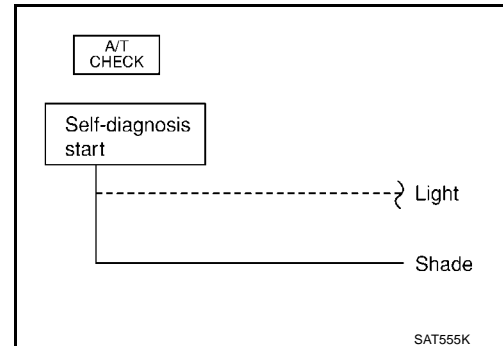 A/T
CHECK
Self-diagnosis
start
Light
Shade
SAT555K